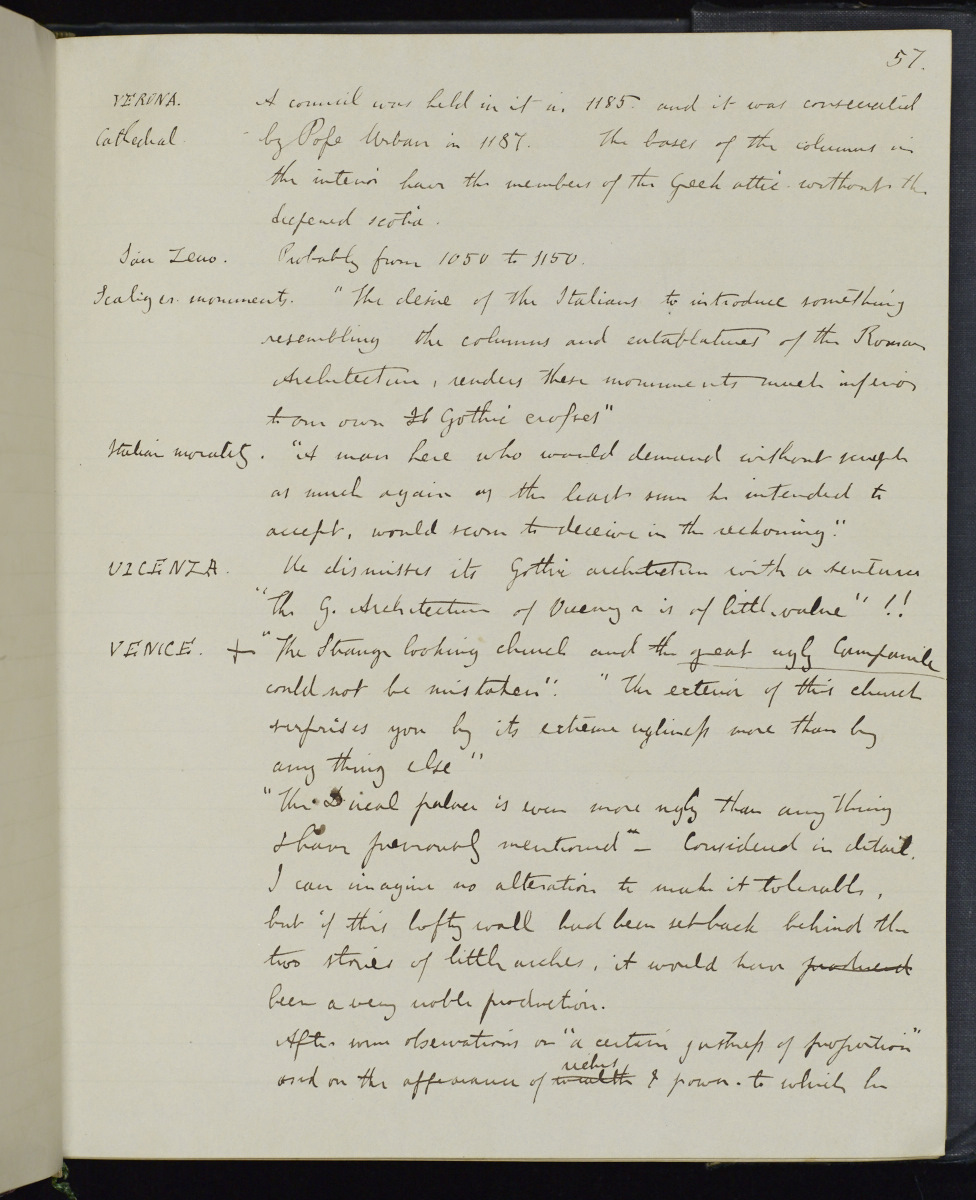 57.
VERONA. A council was held in it in 1185. and it was consecrated
Cathedral. by Pope Urban in 1187. The bases of the columns in
the interior have the members of the Greek attic without the
deepened scotia.
San Zeno. Probably from 1050 to 1150.
Scaliger monuments. "The desire of the Italians to introduce something
resembling the columns and entablatures of the Roman
Architecture, renders these monuments much inferior
to our own Gothic crosses"
Italian morality. "A man here who would demand without scruple
as much again as the least sum he intended to
accept, would scorn to deceive in the reckoning."
VICENZA. He dismisses its Gothic architecture with a sentence
"The G. Architecture of Vicenza is of little value" !!
VENICE. + "The Strange looking church and the great ugly Campanile
could not be mistaken". "The exterior of this church
surprises you by its extreme ugliness more than by
any thing else"
"The Ducal palace is even more ugly than any thing
I have previously mentioned" – Considered in detail.
I can imagine no alteration to make it tolerable,
but if this lofty wall had been set back behind the
two stories of little arches, it would have produced
been a very noble production.
After some observations on "a certain justness of proportion"
and on the appearance of wealth riches & power. to which he